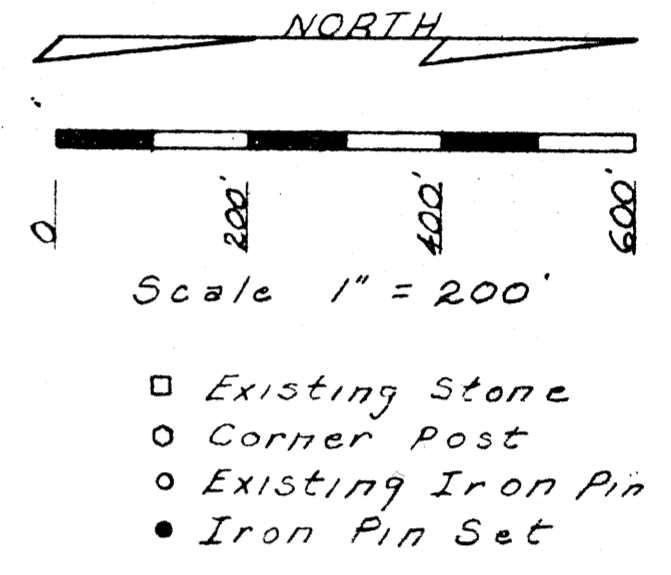 NORTH
0 200' 400' 600'
Scale 1" = 200'
Existing Stone
Corner Post
Existing Iron Pin
Iron Pin Set